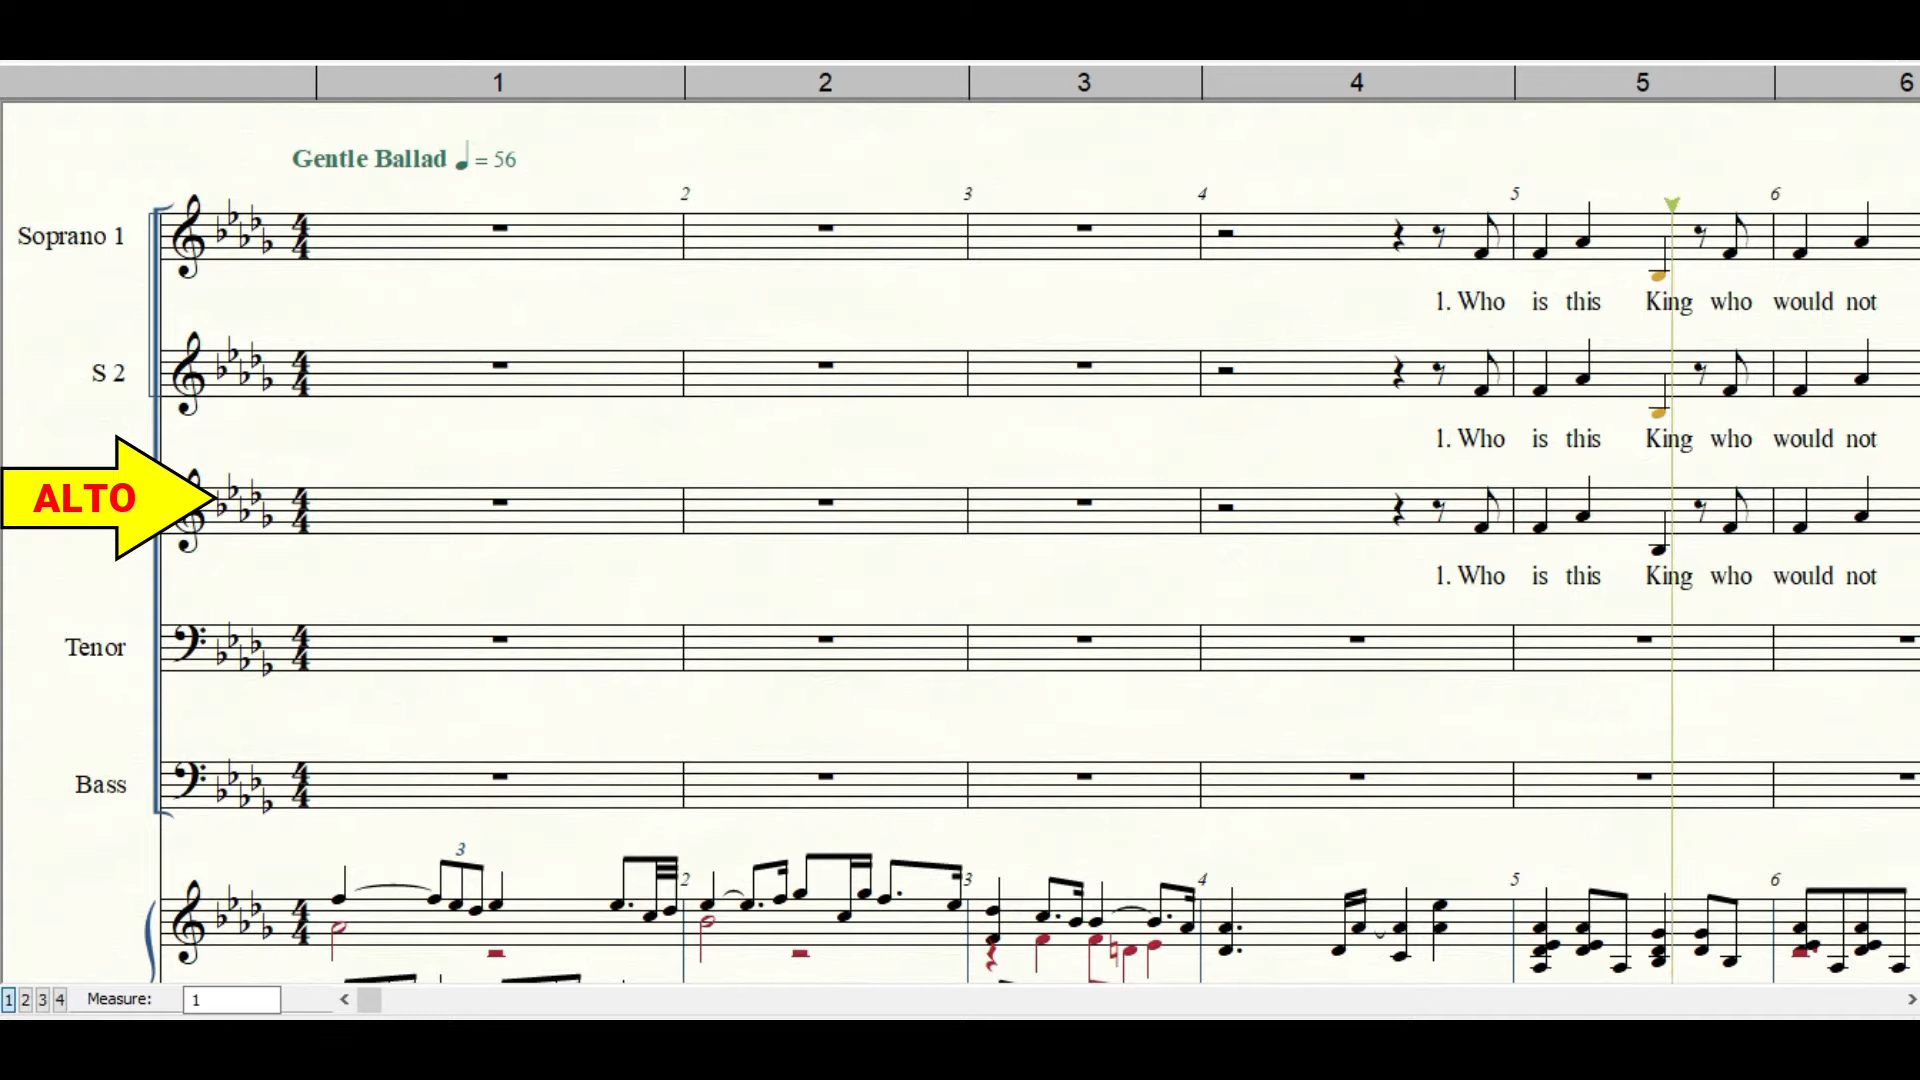 1 2 3 4 5 6
Gentle Ballad ♩ = 56
2 3 4 5 6
Soprano 1
1. Who is this King who would not
S 2
1. Who is this King who would not
ALTO
1. Who is this King who would not
Tenor
Bass
3
2 3 4 5 6
1 2 3 4 Measure: 1